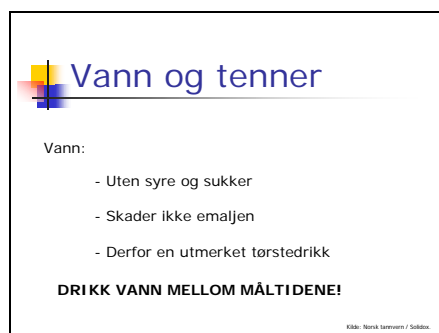 Vann og tenner
Vann:
- Uten syre og sukker
- Skader ikke emaljen
- Derfor en utmerket tørstedrikk
DRIKK VANN MELLOM MÅLTIDENE!
Kilde: Norsk tannvern / Solidox.